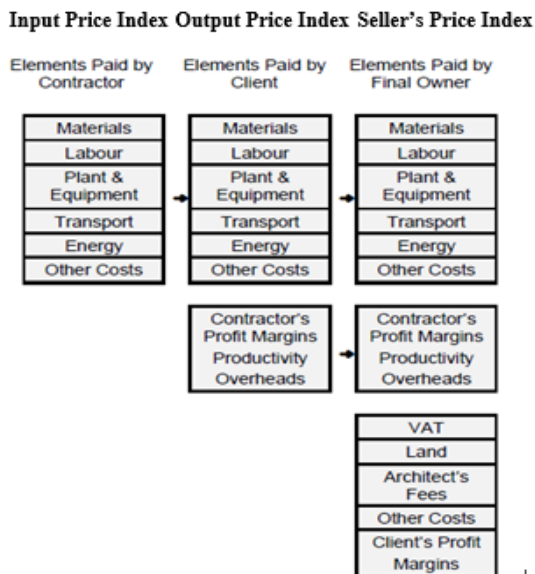 Input Price Index Output Price Index Seller's Price Index
Elements Paid by
Contractor
Elements Paid by
Client
Elements Paid by
Final Owner
Materials
Labour
Plant &
Equipment
Transport
Energy
Other Costs
Materials
Labour
Plant &
Equipment
Transport
Energy
Other Costs
Contractor's
Profit Margins
Productivity
Overheads
Materials
Labour
Plant &
Equipment
Transport
Energy
Other Costs
Contractor's
Profit Margins
Productivity
Overheads
VAT
Land
Architect's
Fees
Other Costs
Client's Profit
Margins